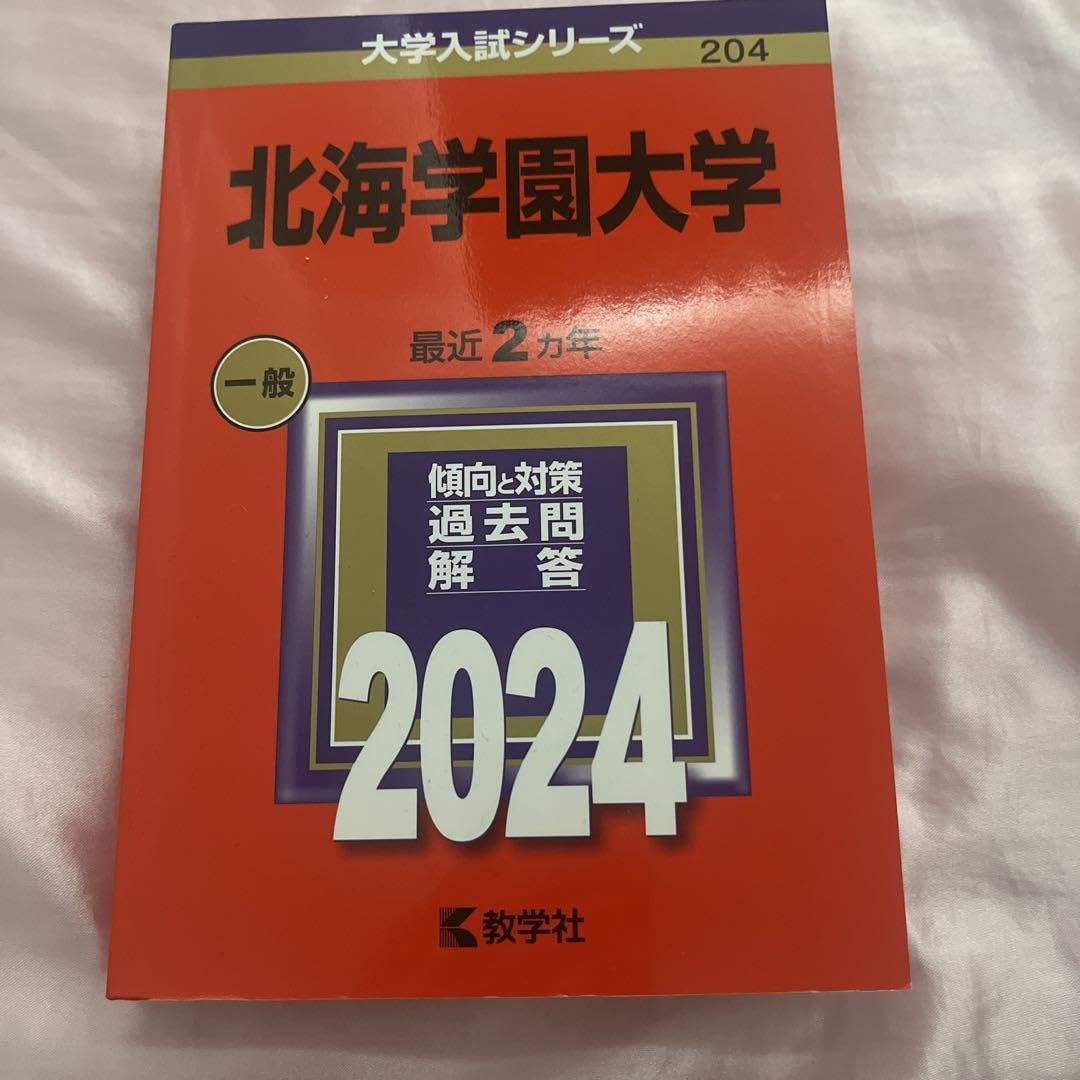 大学入試シリーズ 204
北海学園大学
最近2カ年
一般
傾向と対策
過去問
解答
2024
教学社